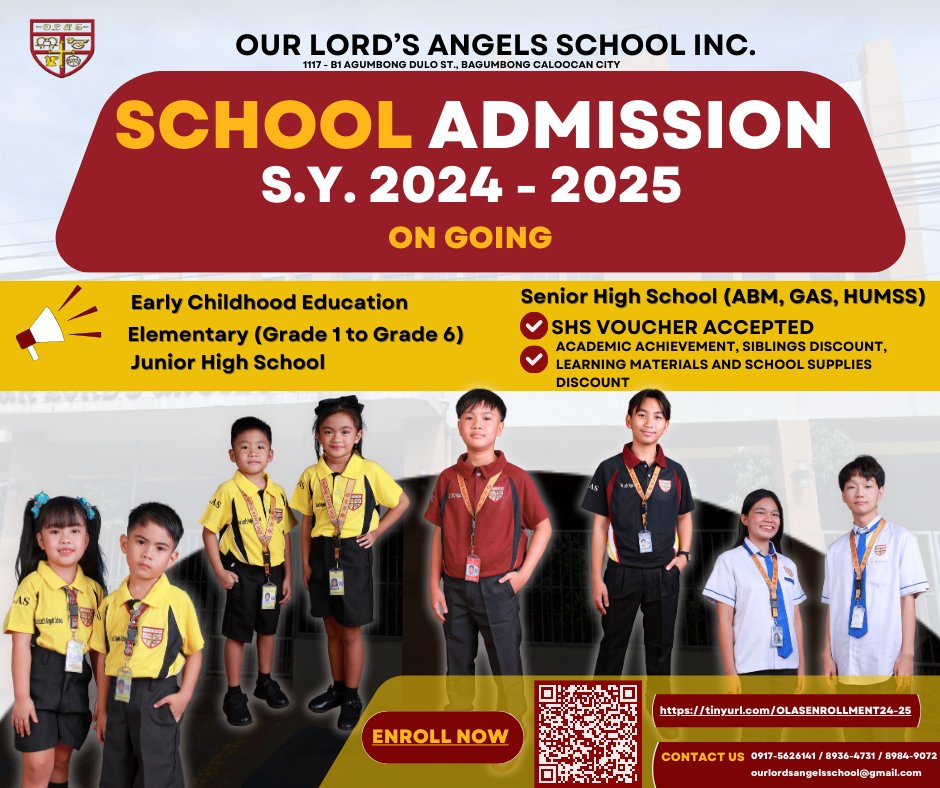 OLAS
OUR LORD'S ANGELS SCHOOL INC.
1117 - B1 AGUMBONG DULO ST., BAGUMBONG CALOOCAN CITY
SCHOOL ADMISSION
S.Y. 2024 - 2025
ON GOING
Early Childhood Education
Elementary (Grade 1 to Grade 6)
Junior High School
Senior High School (ABM, GAS, HUMSS)
SHS VOUCHER ACCEPTED
ACADEMIC ACHIEVEMENT, SIBLINGS DISCOUNT,
LEARNING MATERIALS AND SCHOOL SUPPLIES
DISCOUNT
ENROLL NOW
https://tinyurl.com/OLASENROLLMENT24-25
CONTACT US 0917-5626141 / 8936-4731 / 8984-9072
ourlordsangelsschool@gmail.com